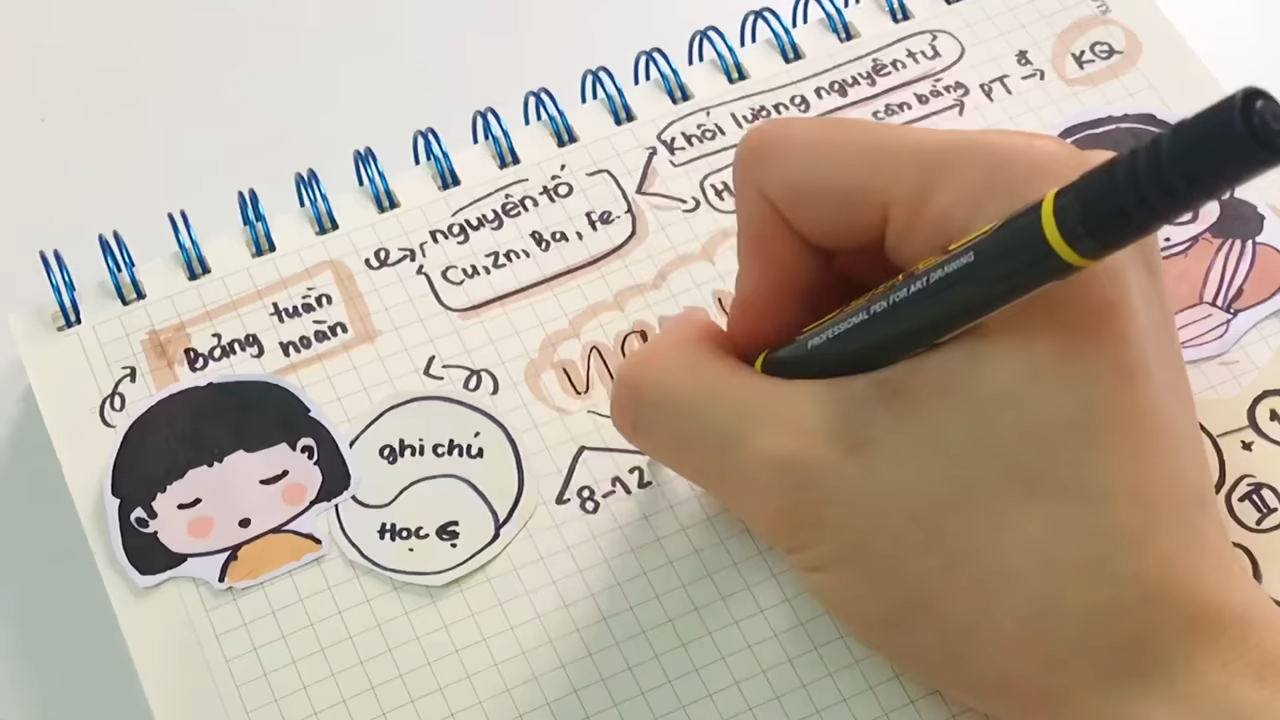 Khối lượng nguyên tử
cân bằng
PT
KQ
nguyên tố
Cu, Zn, Ba, Fe..
Bảng tuần hoàn
ghi chú
Học
8-12
PROFESSIONAL PEN FOR ART DRAWING
II